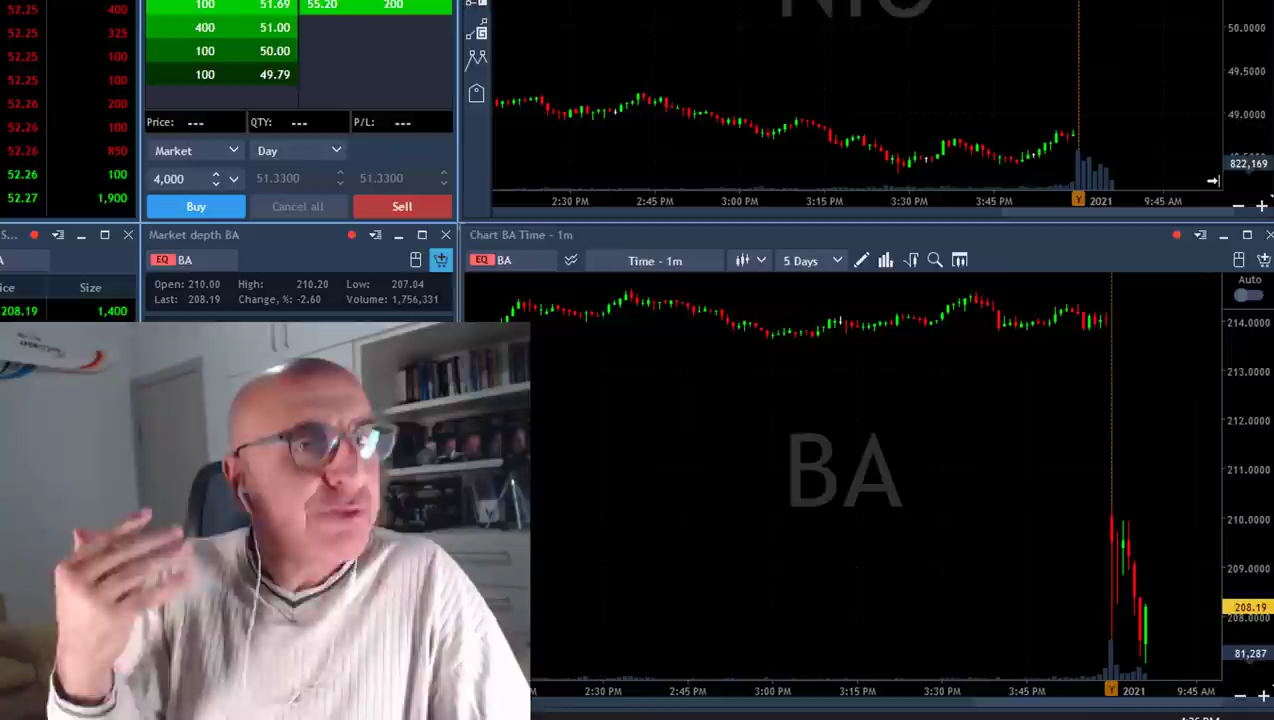 52.25 400
52.26 325
52.25 100
52.25 100
52.26 200
52.26 100
52.26 850
52.26 100
52.27 1,900
100 51.69 55.20 200
400 51.00
100 50.00
100 49.79
Price: --- QTY: --- P/L: ---
Market Day
4,000 51.3300 51.3300
Buy Cancel all Sell
NIO
50.0000
49.5000
49.0000
822,169
2:30 PM 2:45 PM 3:00 PM 3:15 PM 3:30 PM 3:45 PM Y 2021 9:45 AM
S...
Size
208.19 1,400
Market depth BA
EQ BA
Open: 210.00 High: 210.20 Low: 207.04
Last: 208.19 Change, %: -2.60 Volume: 1,756,331
Chart BA Time - 1m
EQ BA Time - 1m 5 Days
Auto
BA
214.0000
213.0000
212.0000
211.0000
210.0000
209.0000
208.19
208.0000
81,287
2:30 PM 2:45 PM 3:00 PM 3:15 PM 3:30 PM 3:45 PM Y 2021 9:45 AM